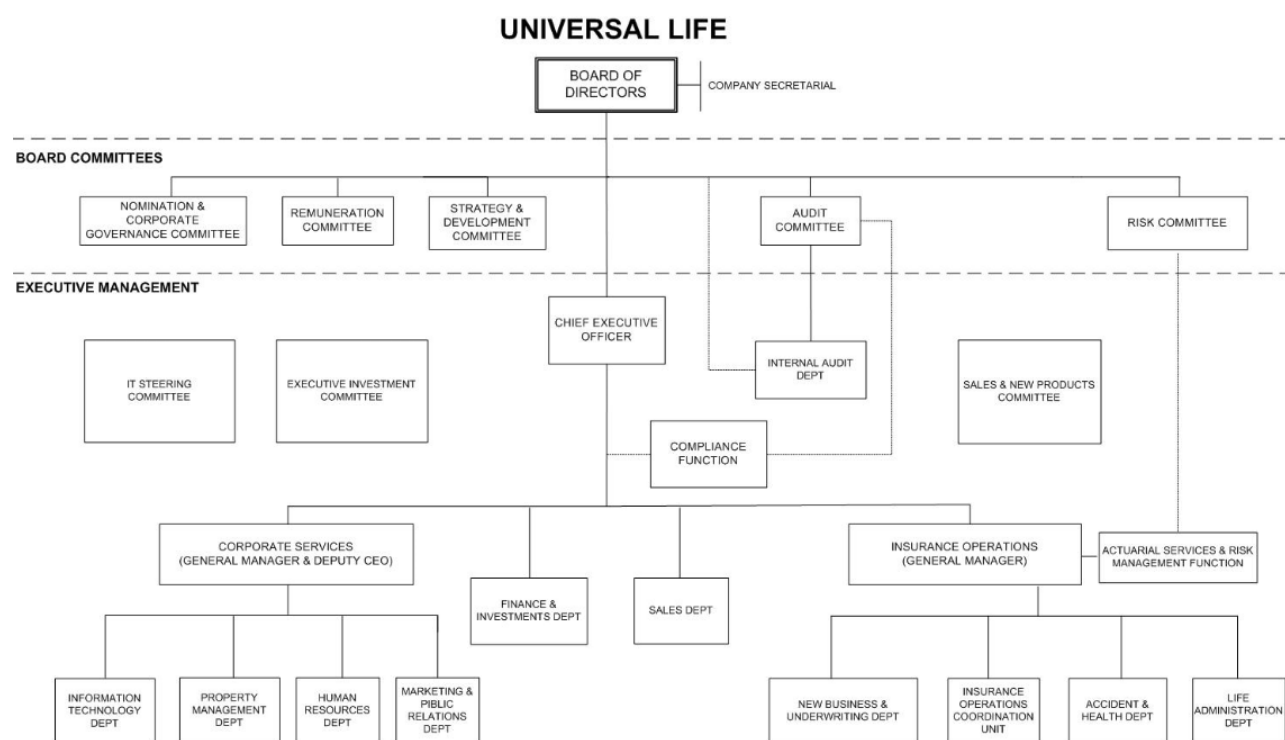 UNIVERSAL LIFE
BOARD OF
DIRECTORS
COMPANY SECRETARIAL
BOARD COMMITTEES
NOMINATION &
CORPORATE
GOVERNANCE COMMITTEE
REMUNERATION
COMMITTEE
STRATEGY &
DEVELOPMENT
COMMITTEE
AUDIT
COMMITTEE
RISK COMMITTEE
EXECUTIVE MANAGEMENT
CHIEF EXECUTIVE
OFFICER
IT STEERING
COMMITTEE
EXECUTIVE INVESTMENT
COMMITTEE
INTERNAL AUDIT
DEPT
SALES & NEW PRODUCTS
COMMITTEE
COMPLIANCE
FUNCTION
CORPORATE SERVICES
(GENERAL MANAGER & DEPUTY CEO)
INSURANCE OPERATIONS
(GENERAL MANAGER)
ACTUARIAL SERVICES & RISK
MANAGEMENT FUNCTION
FINANCE &
INVESTMENTS DEPT
SALES DEPT
INFORMATION
TECHNOLOGY
DEPT
PROPERTY
MANAGEMENT
DEPT
HUMAN
RESOURCES
DEPT
MARKETING &
PIBLIC
RELATIONS DEPT
NEW BUSINESS &
UNDERWRITING DEPT
INSURANCE
OPERATIONS
COORDINATION
UNIT
ACCIDENT &
HEALTH DEPT
LIFE
ADMINISTRATION
DEPT